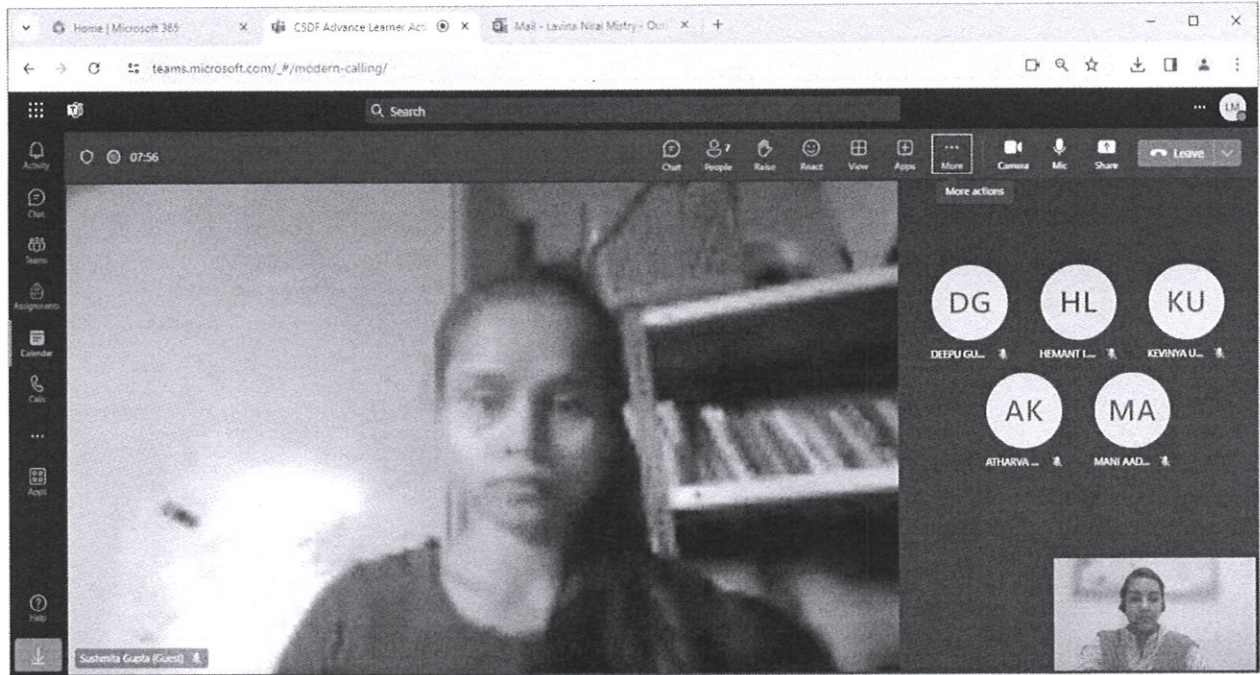 Home | Microsoft 365
CSDF Advance Learner Acti
Mail - Lavina Niral Mistry - Out
teams.microsoft.com/_#/modern-calling/
Search
LM
Activity
07:56
Chat
People 7
Raise
React
View
Apps
More
Camera
Mic
Share
Leave
More actions
Chat
Teams
Assignments
Calendar
Calls
Apps
Help
DG
HL
KU
DEEPU GU...
HEMANT I...
KEVINYA U...
AK
MA
ATHARVA ...
MANI AAD...
Sushmita Gupta (Guest)